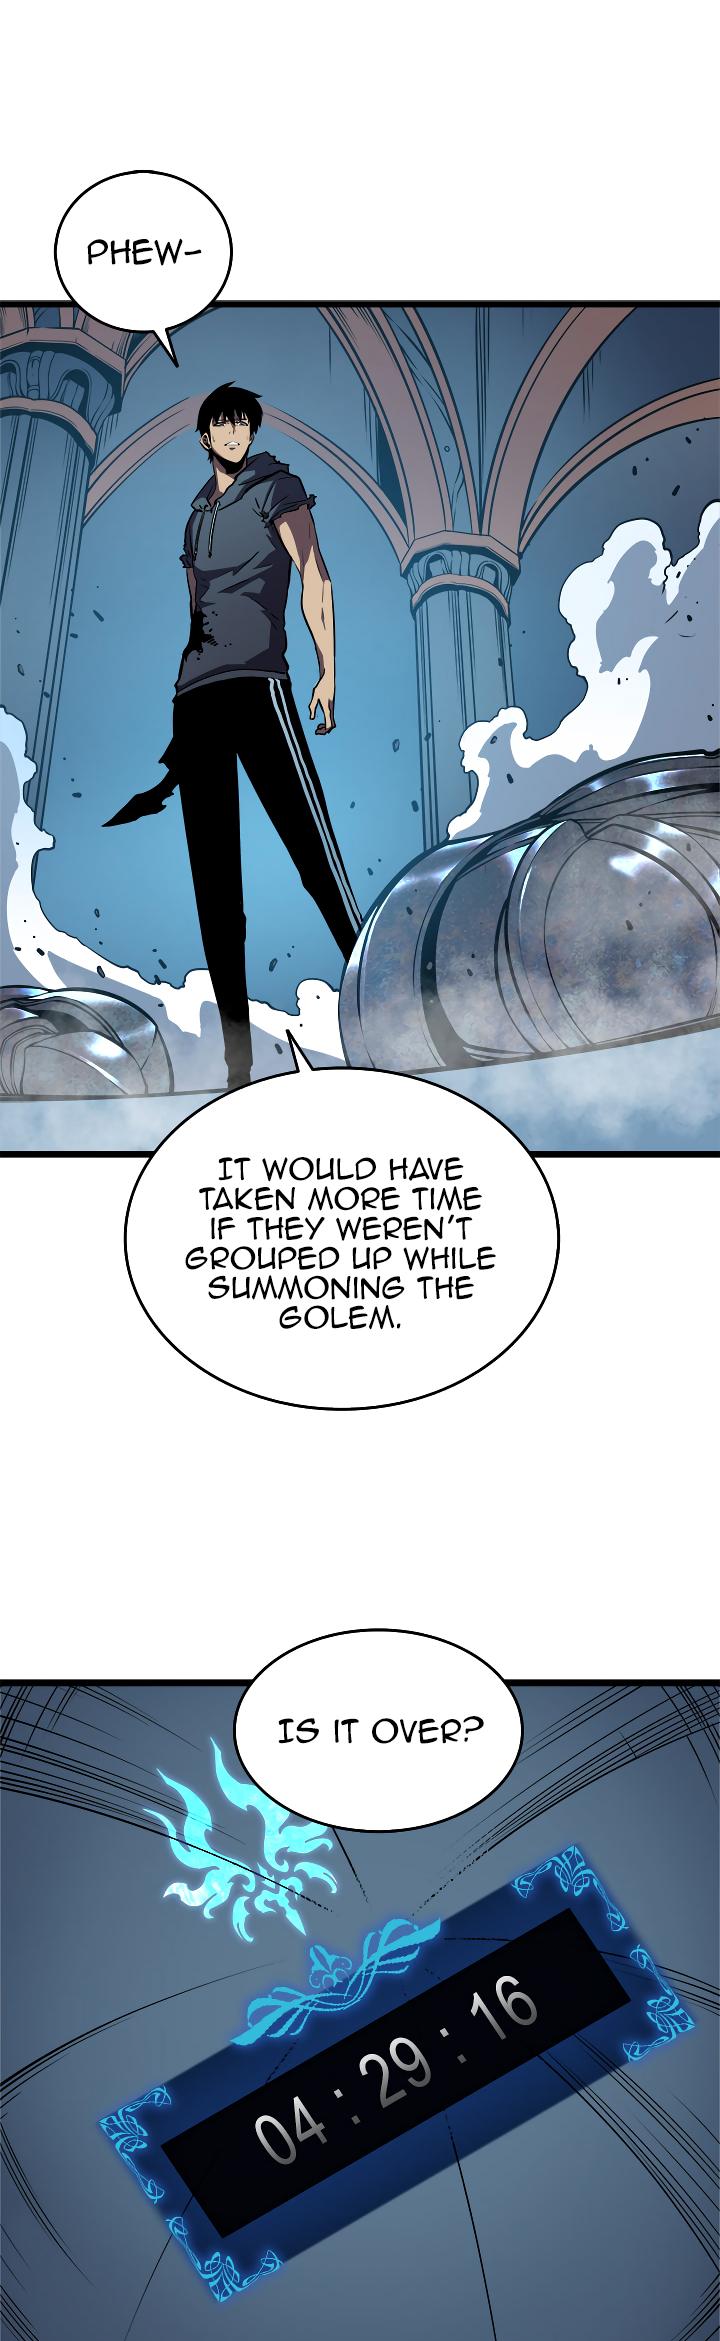 PHEW-
IT WOULD HAVE
TAKEN MORE TIME
IF THEY WEREN'T
GROUPED UP WHILE
SUMMONING THE
GOLEM.
IS IT OVER?
04 : 29 : 16